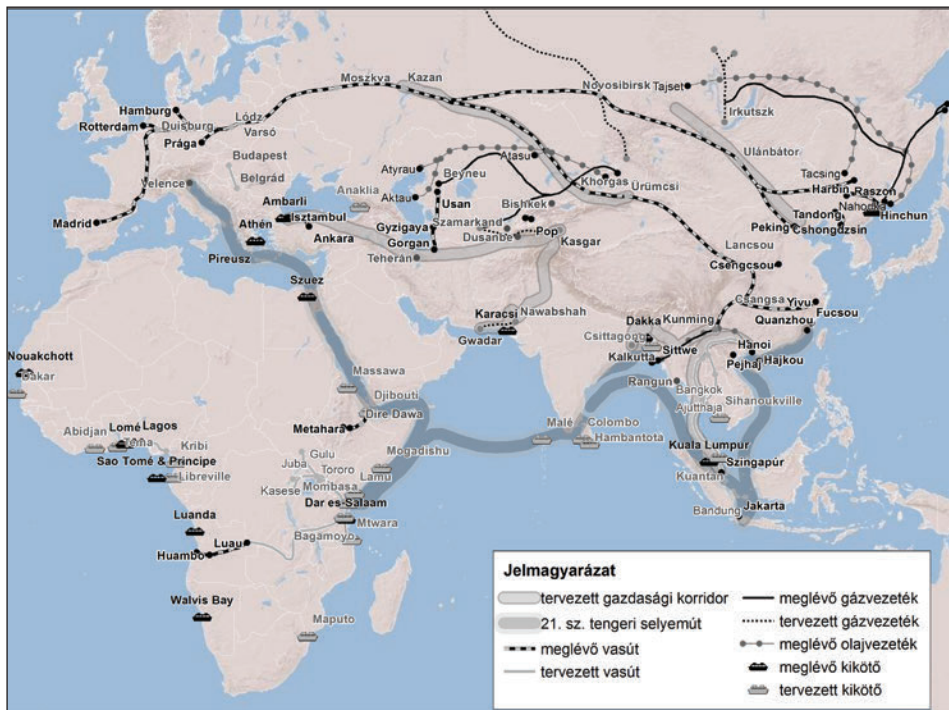 Hamburg
Rotterdam
Duisburg
Łódź
Varsó
Prága
Moszkva
Kazan
Novosibirsk
Tajset
Irkutszk
Ulánbátor
Budapest
Belgrád
Velence
Madrid
Atyrau
Aktau
Beyneu
Usan
Atasu
Khorgas
Ürümcsi
Bishkek
Anaklia
Ambarli
Isztambul
Athén
Ankara
Pireusz
Szuez
Gyzigaya
Gorgan
Teherán
Szamarkand
Dusanbe
Pop
Kasgar
Tacsing
Harbin
Raszon
Nahodka
Hinchun
Tandong
Cshongdzsin
Peking
Lancsou
Csengcsou
Csangsa
Yivu
Fucsou
Quanzhou
Karacsi
Nawabshah
Gwadar
Dakka
Kunming
Csittagong
Kalkutta
Sittwe
Hanoi
Pejhaj
Hajkou
Rangun
Bangkok
Ajutthaja
Sihanoukville
Nouakchott
Dakar
Massawa
Djibouti
Dire Dawa
Metahara
Mogadishu
Malé
Colombo
Hambantota
Kuala Lumpur
Szingapúr
Kuantan
Bandung
Jakarta
Abidjan
Lomé
Lagos
Tema
Kribi
Sao Tomé & Principe
Libreville
Gulu
Juba
Tororo
Kasese
Mombasa
Lamu
Dar es-Salaam
Mtwara
Bagamoyo
Luanda
Luau
Huambo
Walvis Bay
Maputo
Jelmagyarázat
tervezett gazdasági korridor
21. sz. tengeri selyemút
meglévő vasút
tervezett vasút
meglévő gázvezeték
tervezett gázvezeték
meglévő olajvezeték
meglévő kikötő
tervezett kikötő